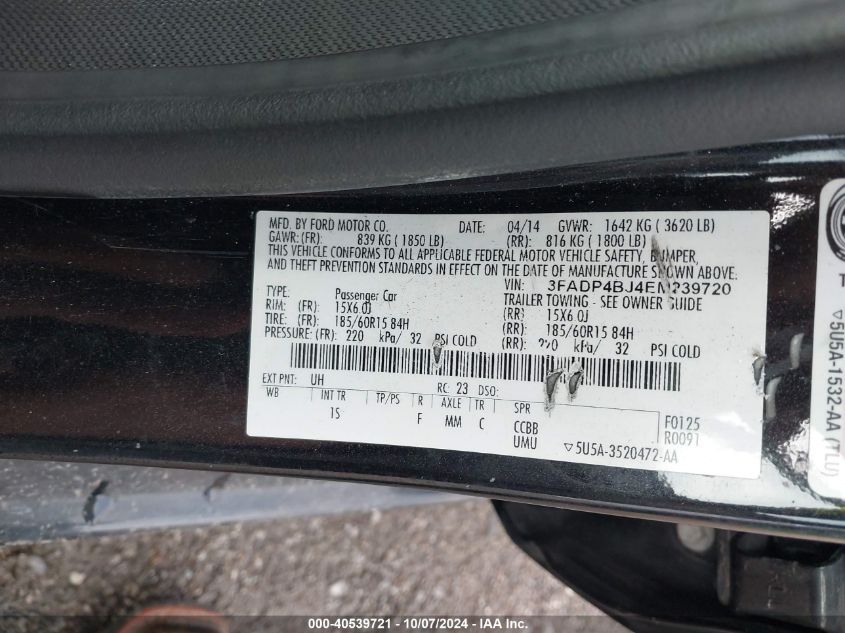 MFD. BY FORD MOTOR CO. DATE: 04/14 GVWR: 1642 KG ( 3620 LB)
GAWR: (FR): 839 KG ( 1850 LB) (RR): 816 KG ( 1800 LB)
THIS VEHICLE CONFORMS TO ALL APPLICABLE FEDERAL MOTOR VEHICLE SAFETY, BUMPER,
AND THEFT PREVENTION STANDARDS IN EFFECT ON THE DATE OF MANUFACTURE SHOWN ABOVE.
VIN: 3FADP4BJ4EM239720
TYPE: Passenger Car TRAILER TOWING - SEE OWNER GUIDE
RIM: (FR) 15X6.0J (RR) 15X6.0J
TIRE: (FR) 185/60R15 84H (RR) 185/60R15 84H
PRESSURE: (FR) 220 kPa/ 32 PSI COLD (RR) 220 kPa/ 32 PSI COLD
EXT PNT: UH RC: 23 DSO:
WB INT TR TP/PS R AXLE TR SPR
IS F MM C CCBB
UMU
F0125
R0091
▽5U5A-3520472-AA
▽5U5A-1532-AA (TLU)
000-40539721 - 10/07/2024 - IAA Inc.